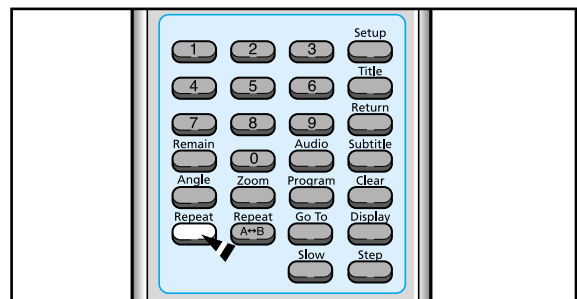 Setup
1 2 3
Title
4 5 6
Return
7 8 9
Remain Audio Subtitle
0
Angle Zoom Program Clear
Repeat Repeat Go To Display
A↔B
Slow Step